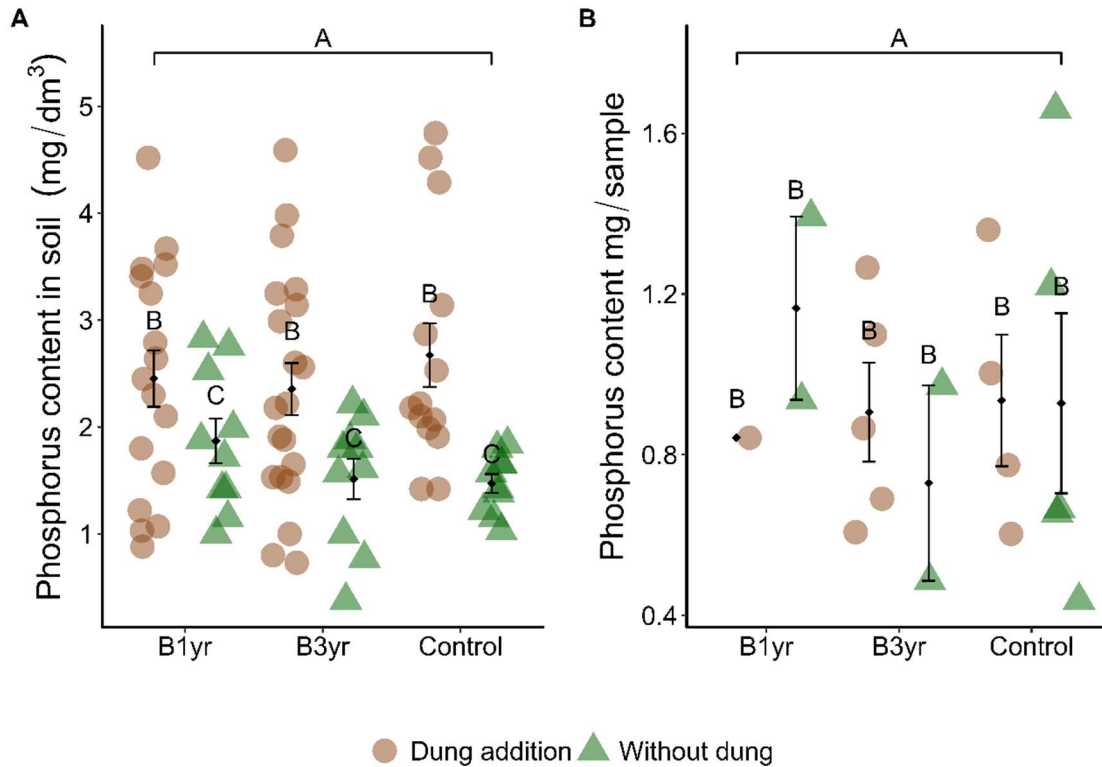 A
A
Phosphorus content in soil (mg/dm³)
5
4
3
2
1
B
C
B
C
B
C
B1yr B3yr Control
B
A
Phosphorus content mg/sample
1.6
1.2
0.8
0.4
B
B
B
B
B
B
B1yr B3yr Control
Dung addition Without dung